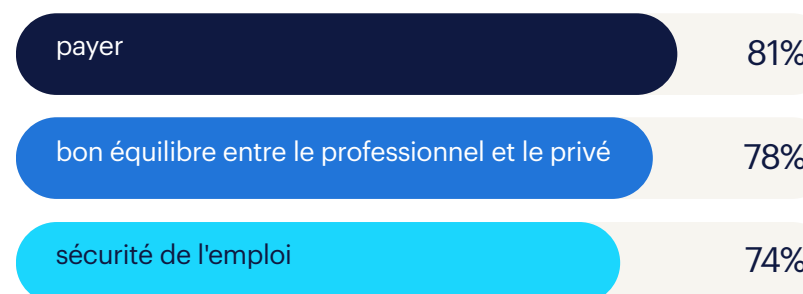 payer 81%
bon équilibre entre le professionnel et le privé 78%
sécurité de l'emploi 74%